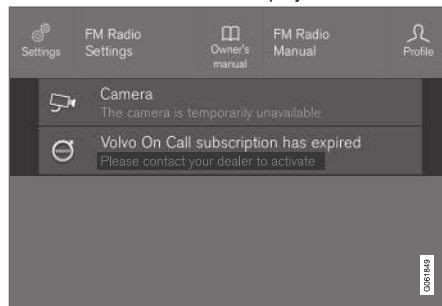 Settings
FM Radio
Settings
Owner's
manual
FM Radio
Manual
Profile
Camera
The camera is temporarily unavailable
Volvo On Call subscription has expired
Please contact your dealer to activate
G061849